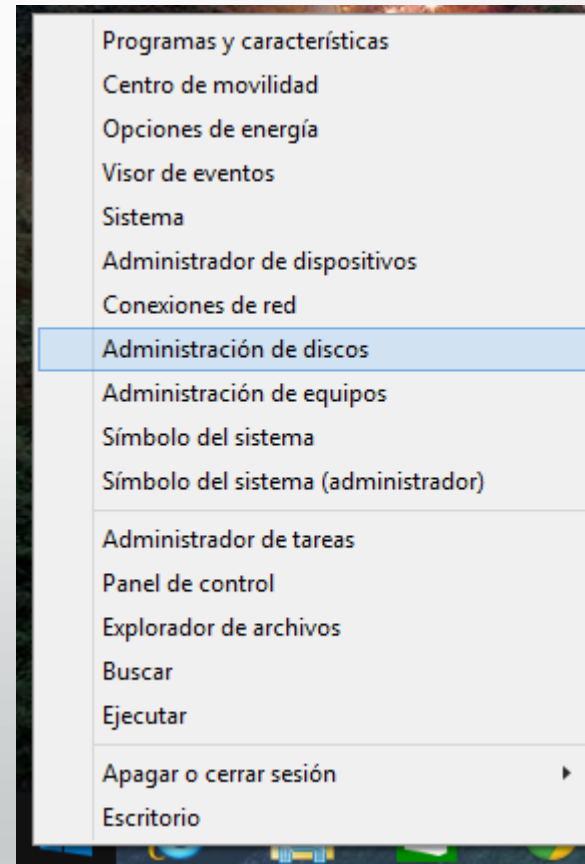 Programas y características
Centro de movilidad
Opciones de energía
Visor de eventos
Sistema
Administrador de dispositivos
Conexiones de red
Administración de discos
Administración de equipos
Símbolo del sistema
Símbolo del sistema (administrador)
Administrador de tareas
Panel de control
Explorador de archivos
Buscar
Ejecutar
Apagar o cerrar sesión
Escritorio